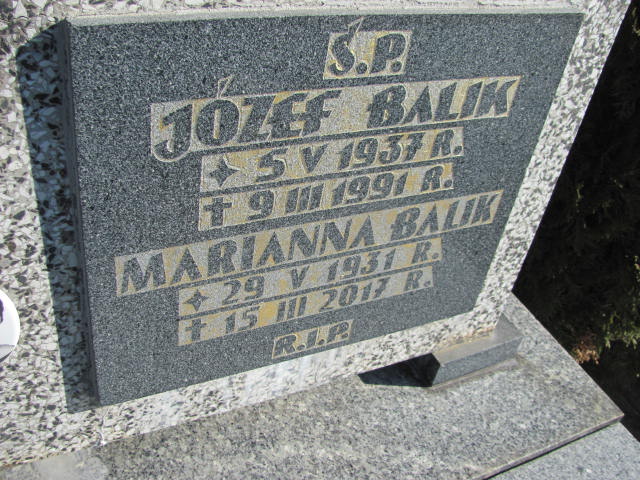 Ś.P.
JÓZEF BALIK
✦ 5 V 1937 R.
✝ 9 III 1991 R.
MARIANNA BALIK
✦ 29 V 1931 R.
✝ 15 III 2017 R.
R.I.P.